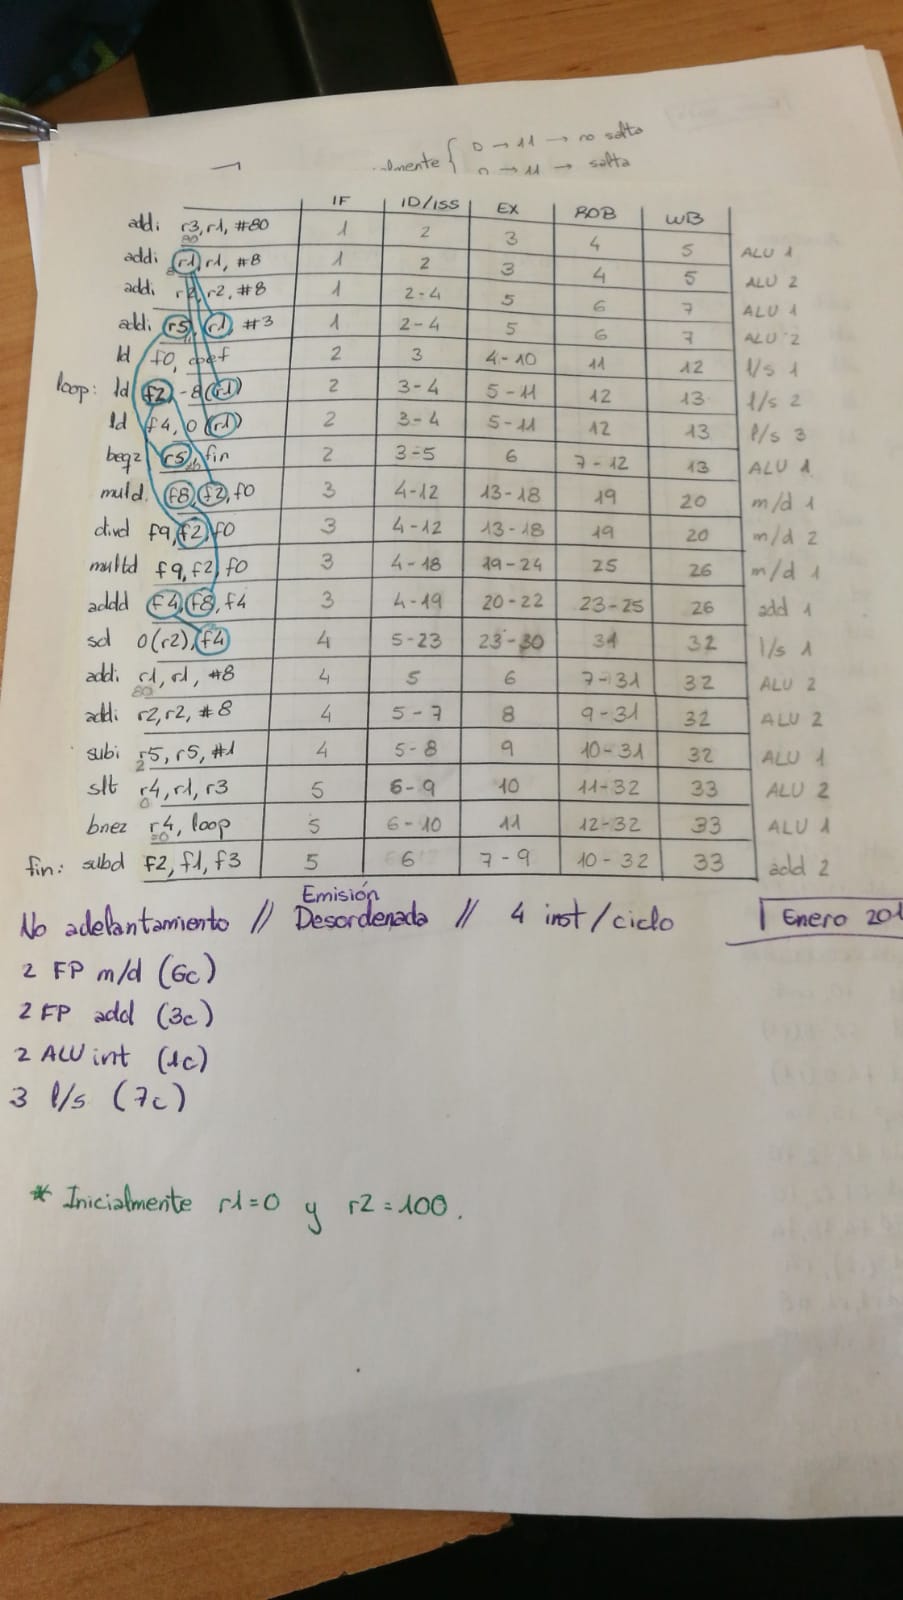 0 → 11 → no salta
lmente { 0 → 11 → salta
IF ID/ISS EX ROB WB
addi r3, r1, #80 1 2 3 4 5 ALU 1
80
addi r1, r1, #8 1 2 3 4 5 ALU 2
addi r2, r2, #8 1 2-4 5 6 7 ALU 1
addi r5, r1, #3 1 2-4 5 6 7 ALU 2
ld f0, coef 2 3 4-10 11 12 l/s 1
loop: ld f2, -8(r1) 2 3-4 5-11 12 13 l/s 2
ld f4, 0(r1) 2 3-4 5-11 12 13 l/s 3
beqz r5, fin 2 3-5 6 7-12 13 ALU 1
muld. f8, f2, f0 3 4-12 13-18 19 20 m/d 1
divd f9, f2, f0 3 4-12 13-18 19 20 m/d 2
multd f9, f2, f0 3 4-18 19-24 25 26 m/d 1
addd f4, f8, f4 3 4-19 20-22 23-25 26 add 1
sd 0(r2), f4 4 5-23 23-30 31 32 l/s 1
addi r1, r1, #8 4 5 6 7-31 32 ALU 2
80
addi r2, r2, #8 4 5-7 8 9-31 32 ALU 2
subi r5, r5, #1 4 5-8 9 10-31 32 ALU 1
2
slt r4, r1, r3 5 6-9 10 11-32 33 ALU 2
0
bnez r4, loop 5 6-10 11 12-32 33 ALU 1
=0
fin: subd f2, f1, f3 5 6 7-9 10-32 33 add 2
Emisión
No adelantamiento // Desordenada // 4 inst/ciclo
Enero 201
2 FP m/d (6c)
2 FP add (3c)
2 ALU int (1c)
3 l/s (7c)
* Inicialmente r1=0 y r2=100.